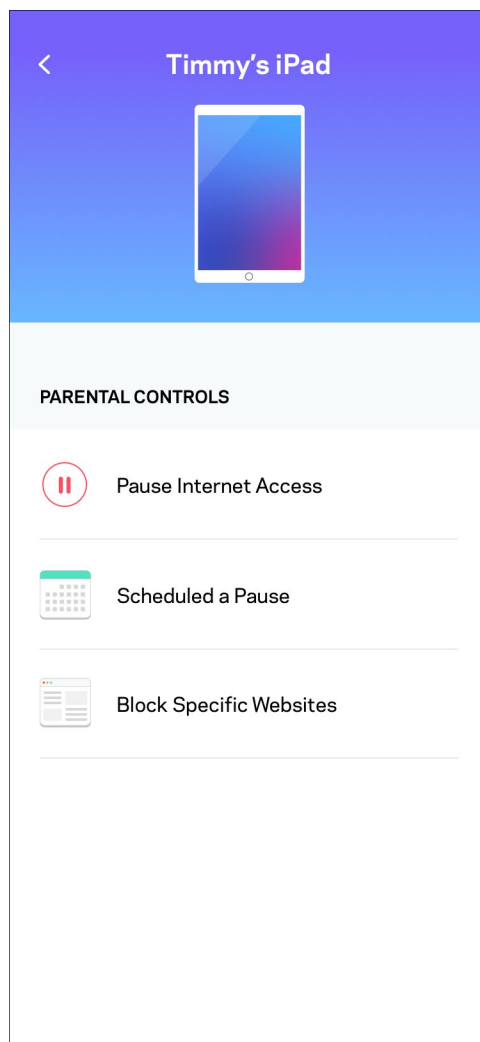 Timmy's iPad
PARENTAL CONTROLS
Pause Internet Access
Scheduled a Pause
Block Specific Websites